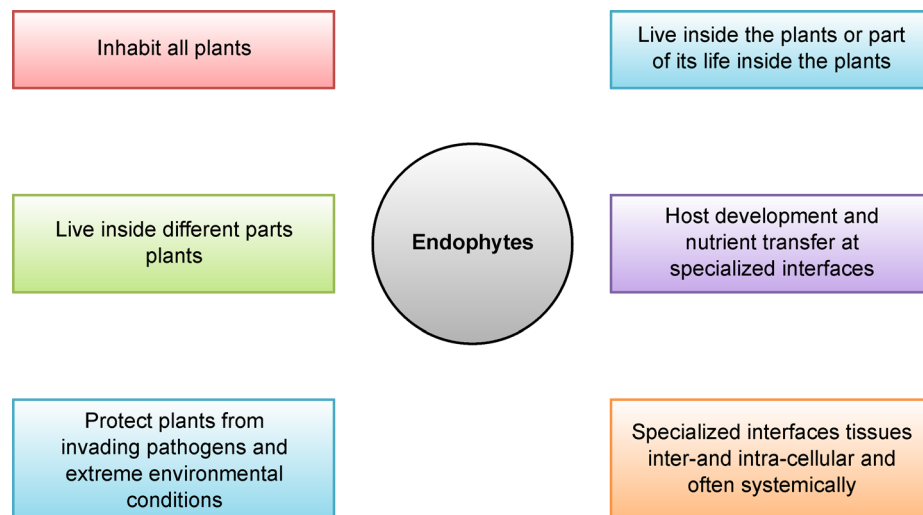 Inhabit all plants
Live inside the plants or part
of its life inside the plants
Live inside different parts
plants
Endophytes
Host development and
nutrient transfer at
specialized interfaces
Protect plants from
invading pathogens and
extreme environmental
conditions
Specialized interfaces tissues
inter-and intra-cellular and
often systemically